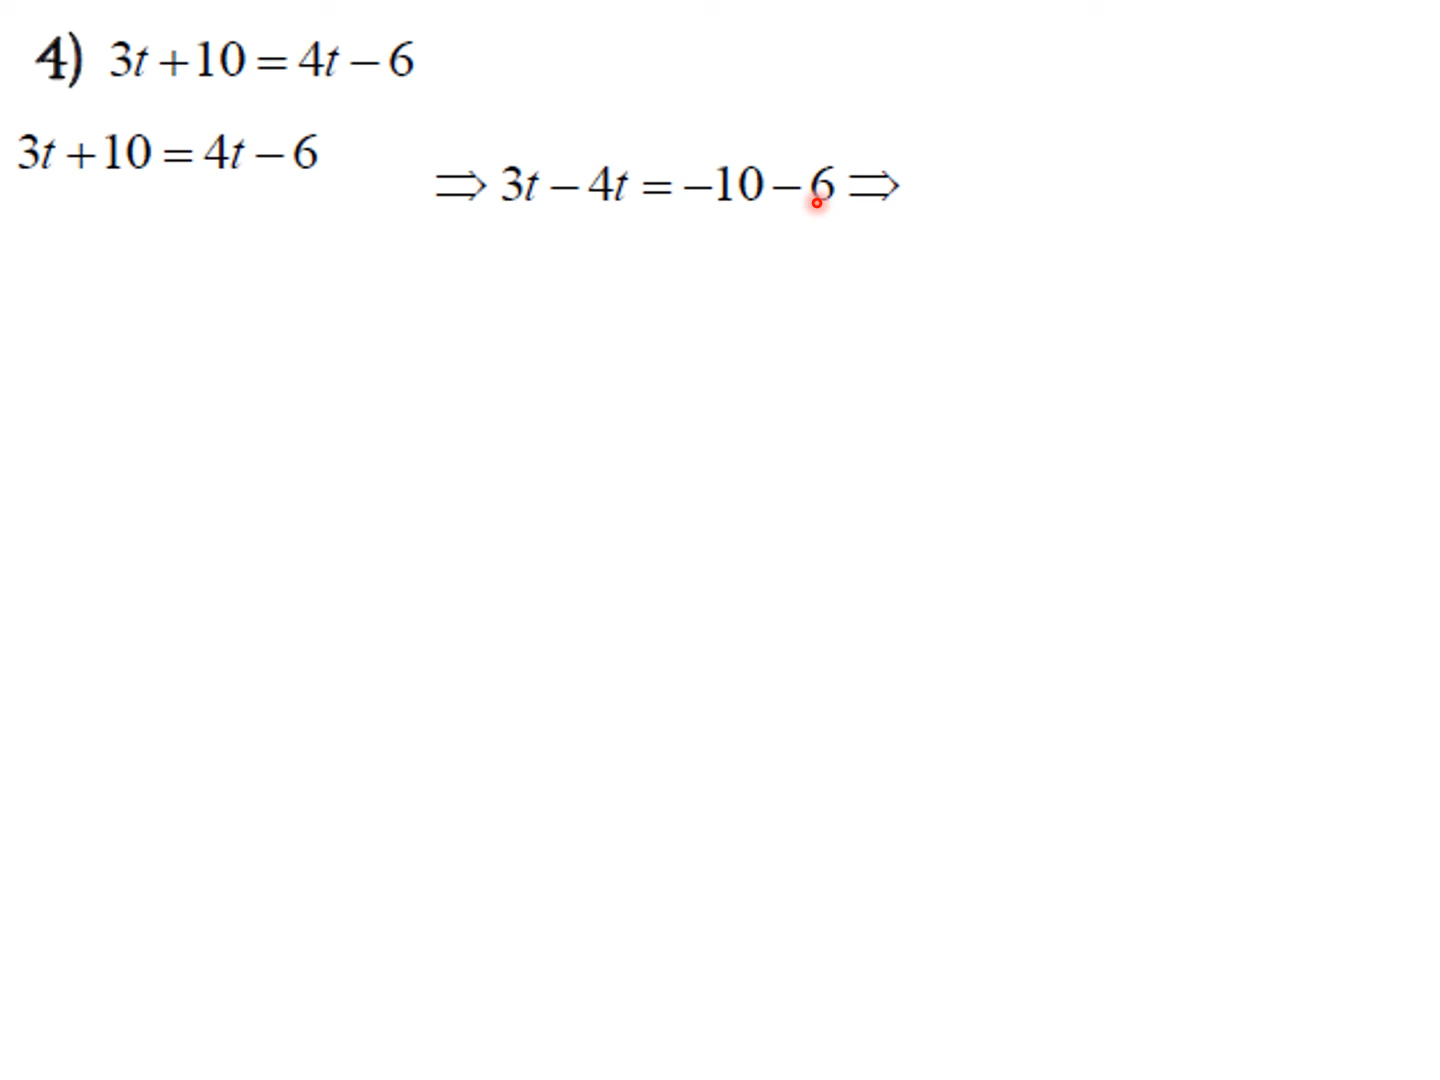 4) 3t + 10 = 4t − 6
3t + 10 = 4t − 6
⇒ 3t − 4t = −10 − 6 ⇒